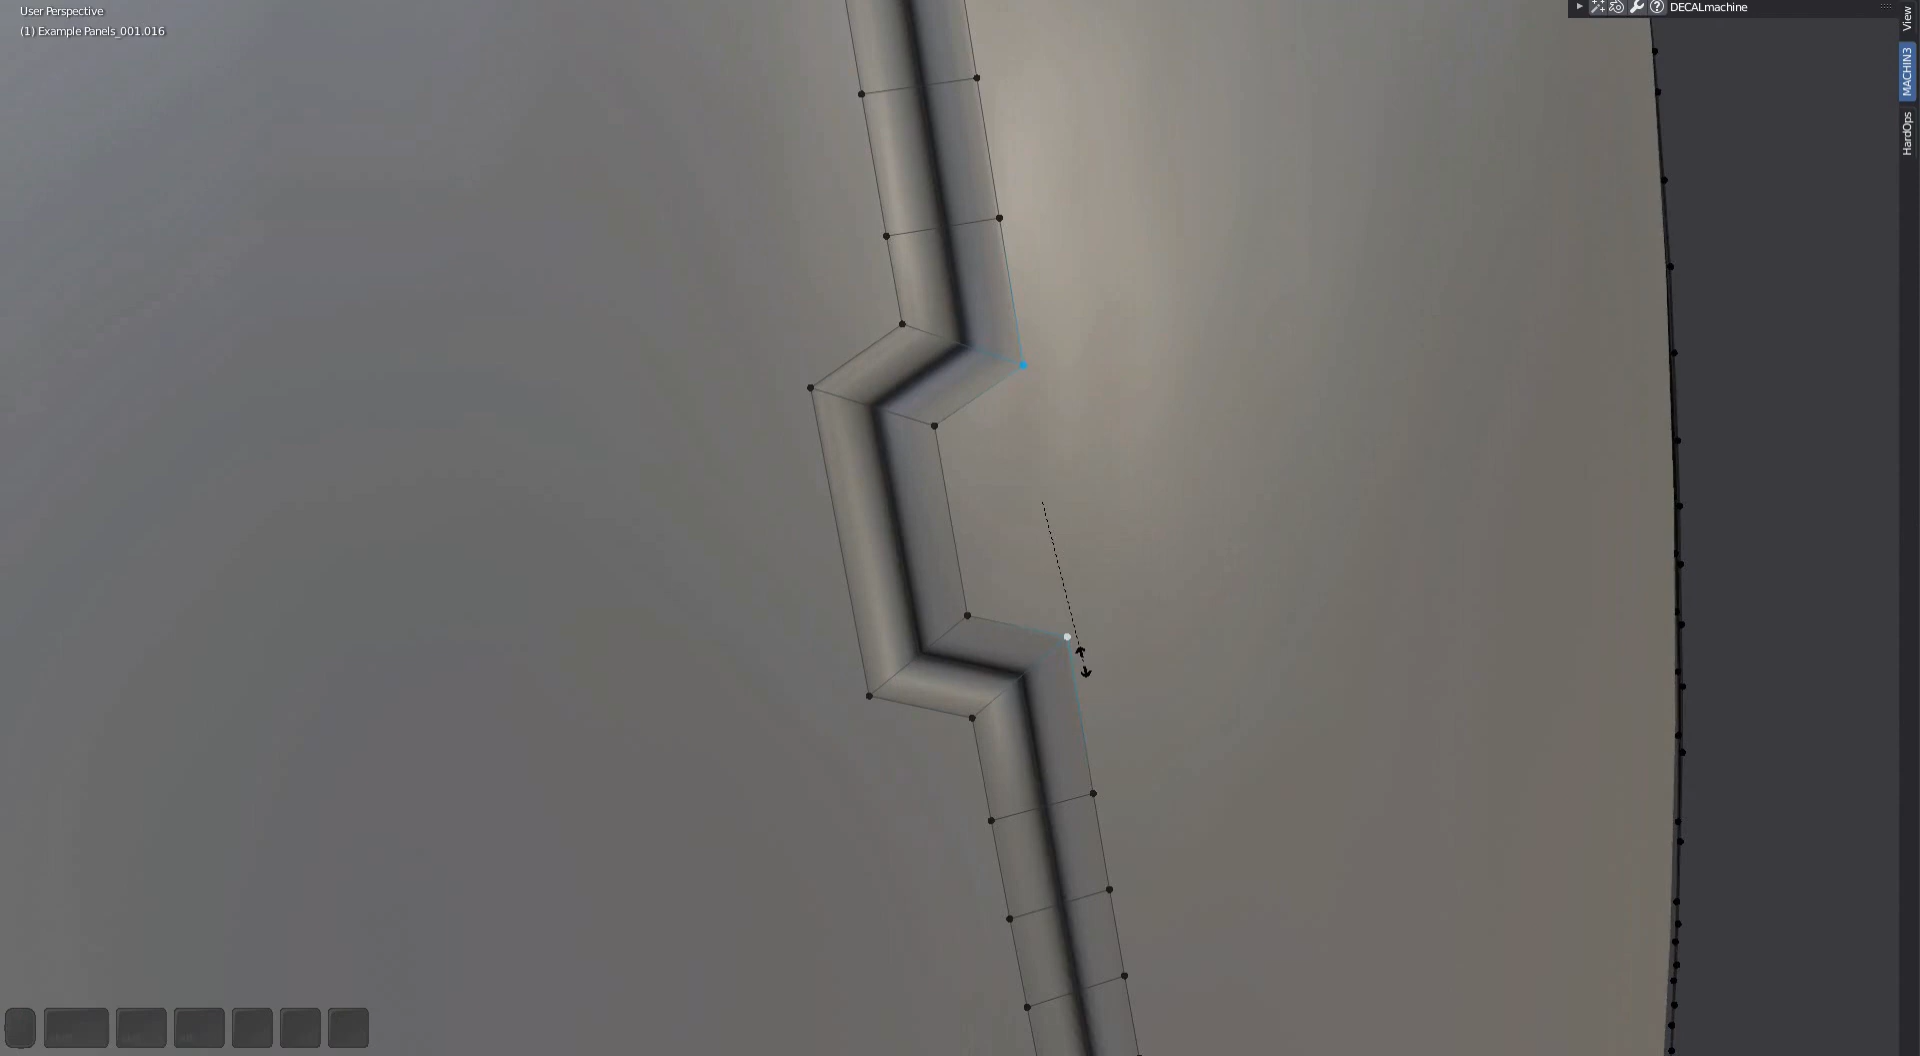 User Perspective
(1) Example Panels_001.016
DECALmachine
View
MACHIN3
HardOps